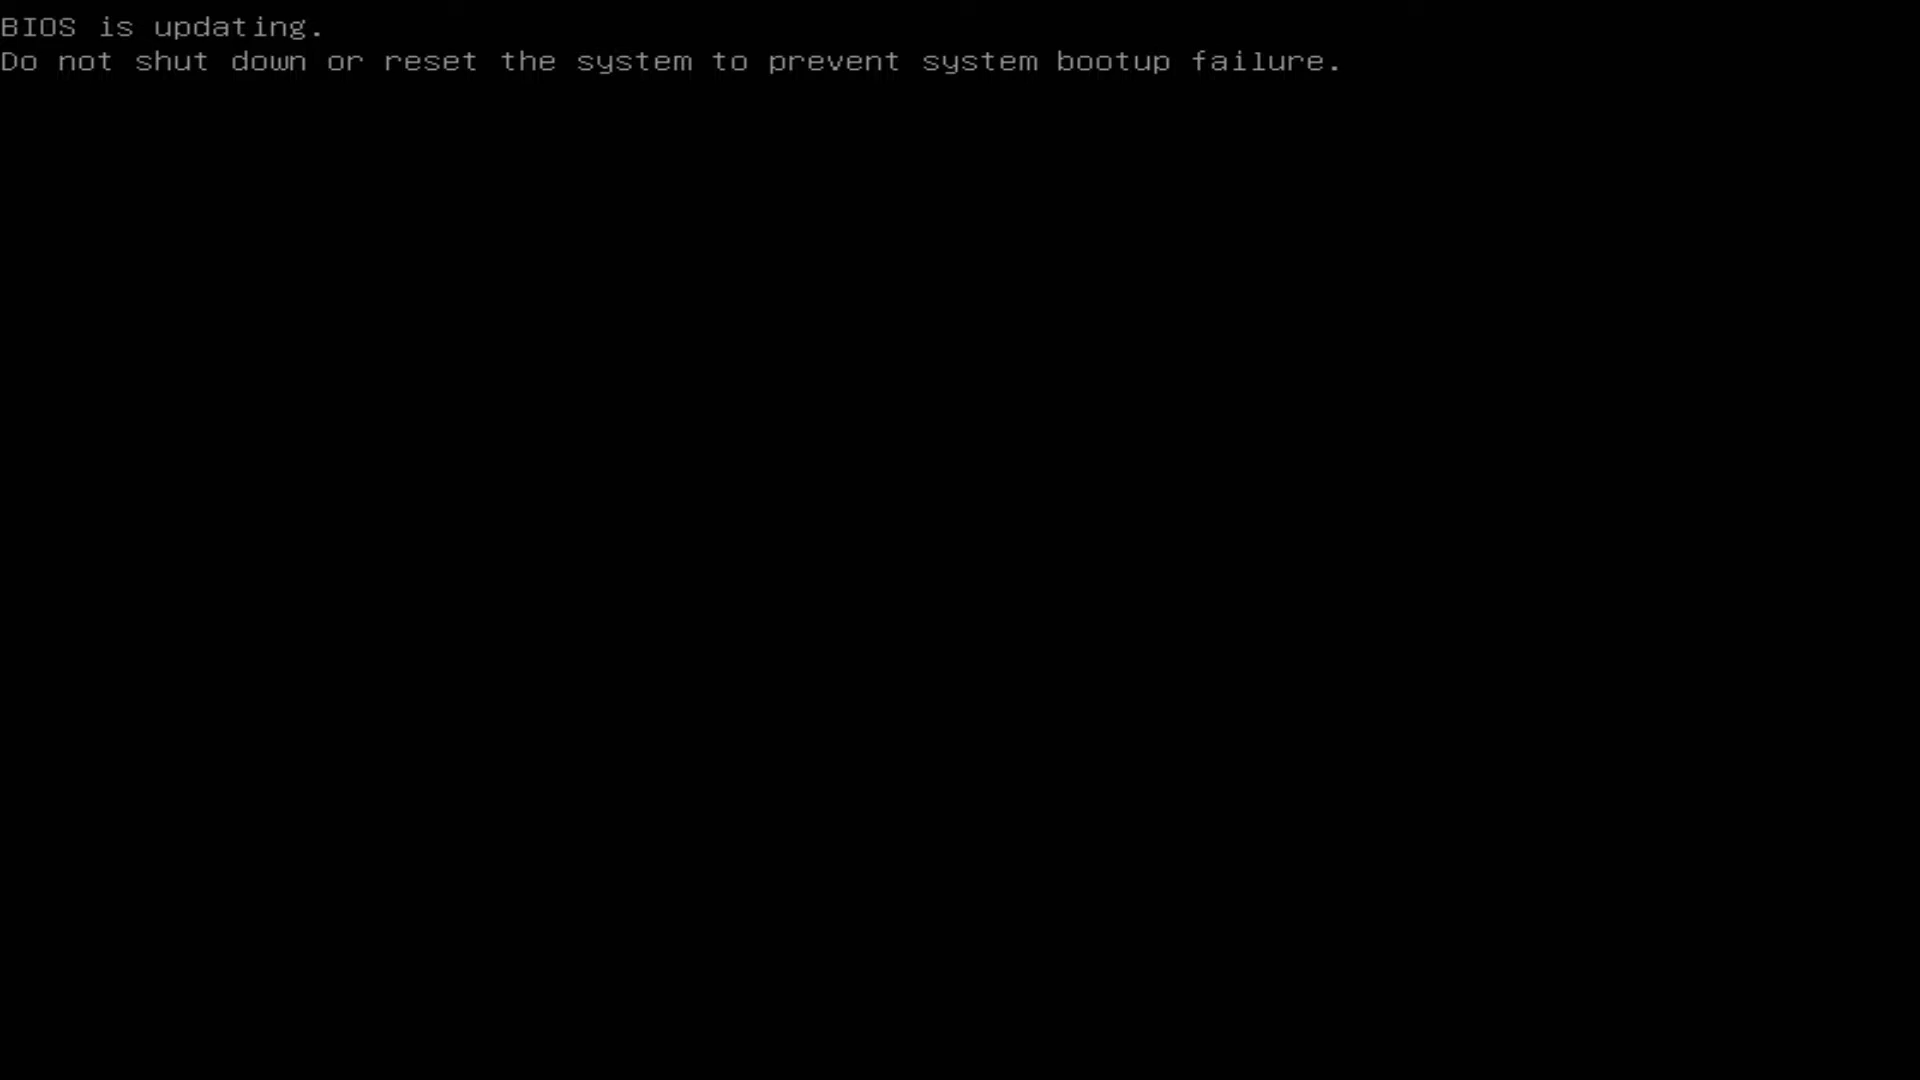 BIOS is updating.
Do not shut down or reset the system to prevent system bootup failure.